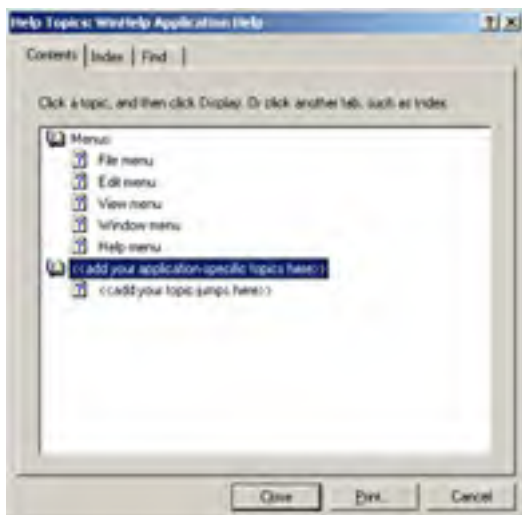 Help Topics: WinHelp Application Help
Contents Index Find
Click a topic, and then click Display. Or click another tab, such as Index.
Menus
File menu
Edit menu
View menu
Window menu
Help menu
<<add your application-specific topics here>>
<<add your topic jumps here>>
Close Print... Cancel